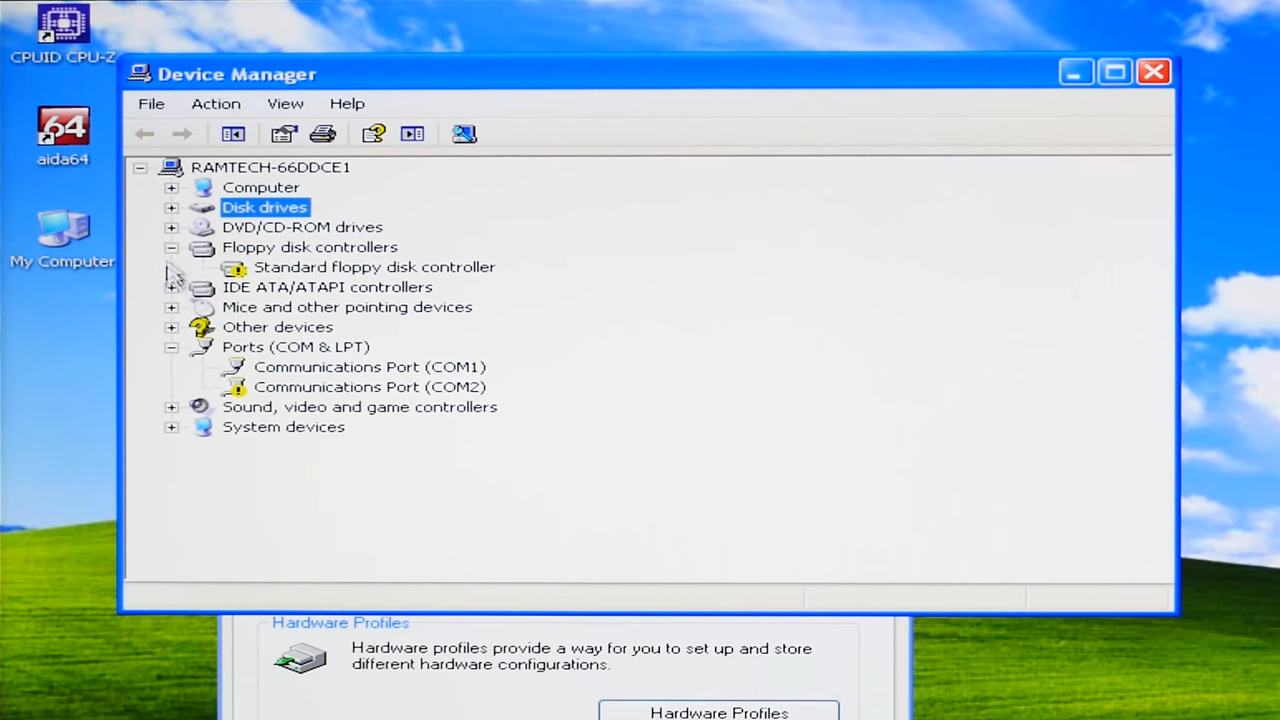 CPUID CPU-Z
Device Manager
File Action View Help
64
aida64
RAMTECH-66DDCE1
Computer
Disk drives
DVD/CD-ROM drives
Floppy disk controllers
My Computer
Standard floppy disk controller
IDE ATA/ATAPI controllers
Mice and other pointing devices
Other devices
Ports (COM & LPT)
Communications Port (COM1)
Communications Port (COM2)
Sound, video and game controllers
System devices
Hardware Profiles
Hardware profiles provide a way for you to set up and store
different hardware configurations.
Hardware Profiles